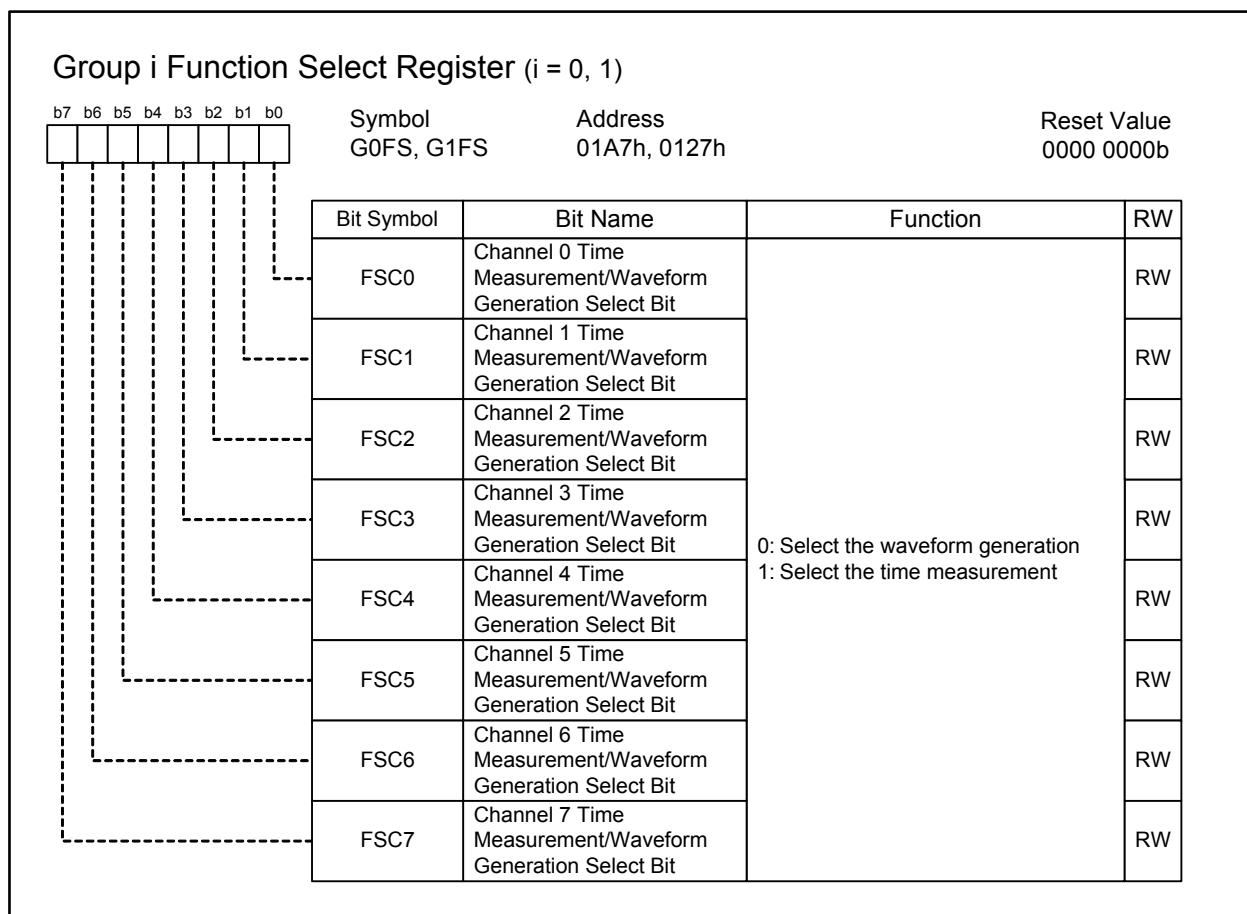 Group i Function Select Register (i = 0, 1)
b7 b6 b5 b4 b3 b2 b1 b0
Symbol Address Reset Value
G0FS, G1FS 01A7h, 0127h 0000 0000b
Bit Symbol Bit Name Function RW
FSC0
Channel 0 Time
Measurement/Waveform
Generation Select Bit
RW
FSC1
Channel 1 Time
Measurement/Waveform
Generation Select Bit
RW
FSC2
Channel 2 Time
Measurement/Waveform
Generation Select Bit
RW
FSC3
Channel 3 Time
Measurement/Waveform
Generation Select Bit
RW
0: Select the waveform generation
1: Select the time measurement
FSC4
Channel 4 Time
Measurement/Waveform
Generation Select Bit
RW
FSC5
Channel 5 Time
Measurement/Waveform
Generation Select Bit
RW
FSC6
Channel 6 Time
Measurement/Waveform
Generation Select Bit
RW
FSC7
Channel 7 Time
Measurement/Waveform
Generation Select Bit
RW